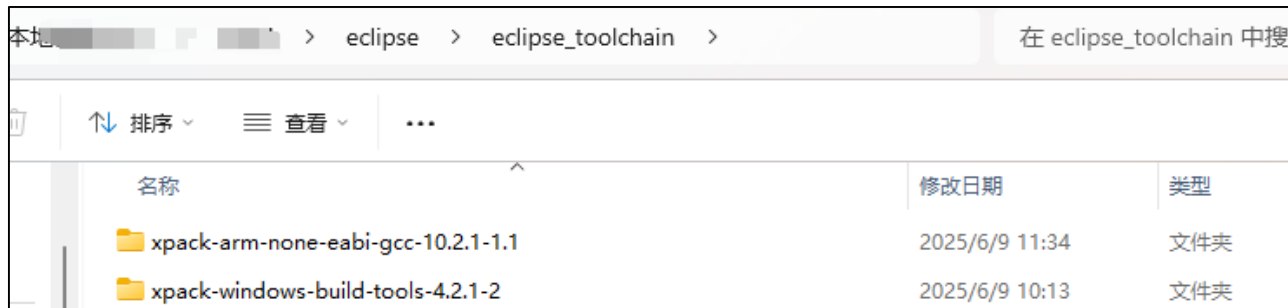 本地 > eclipse > eclipse_toolchain > 在 eclipse_toolchain 中搜
排序 查看 ...
名称 修改日期 类型
xpack-arm-none-eabi-gcc-10.2.1-1.1 2025/6/9 11:34 文件夹
xpack-windows-build-tools-4.2.1-2 2025/6/9 10:13 文件夹